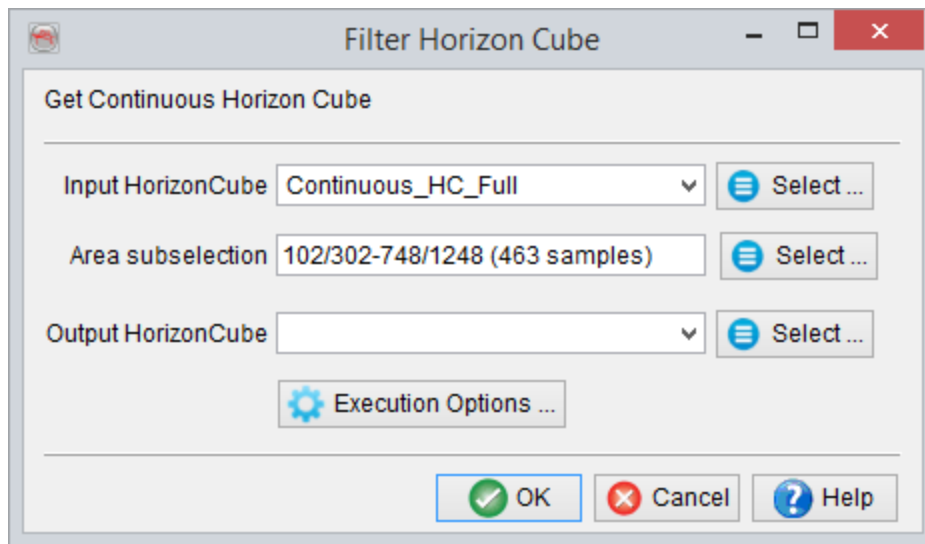 Filter Horizon Cube
Get Continuous Horizon Cube
Input HorizonCube Continuous_HC_Full Select ...
Area subselection 102/302-748/1248 (463 samples) Select ...
Output HorizonCube Select ...
Execution Options ...
OK Cancel Help